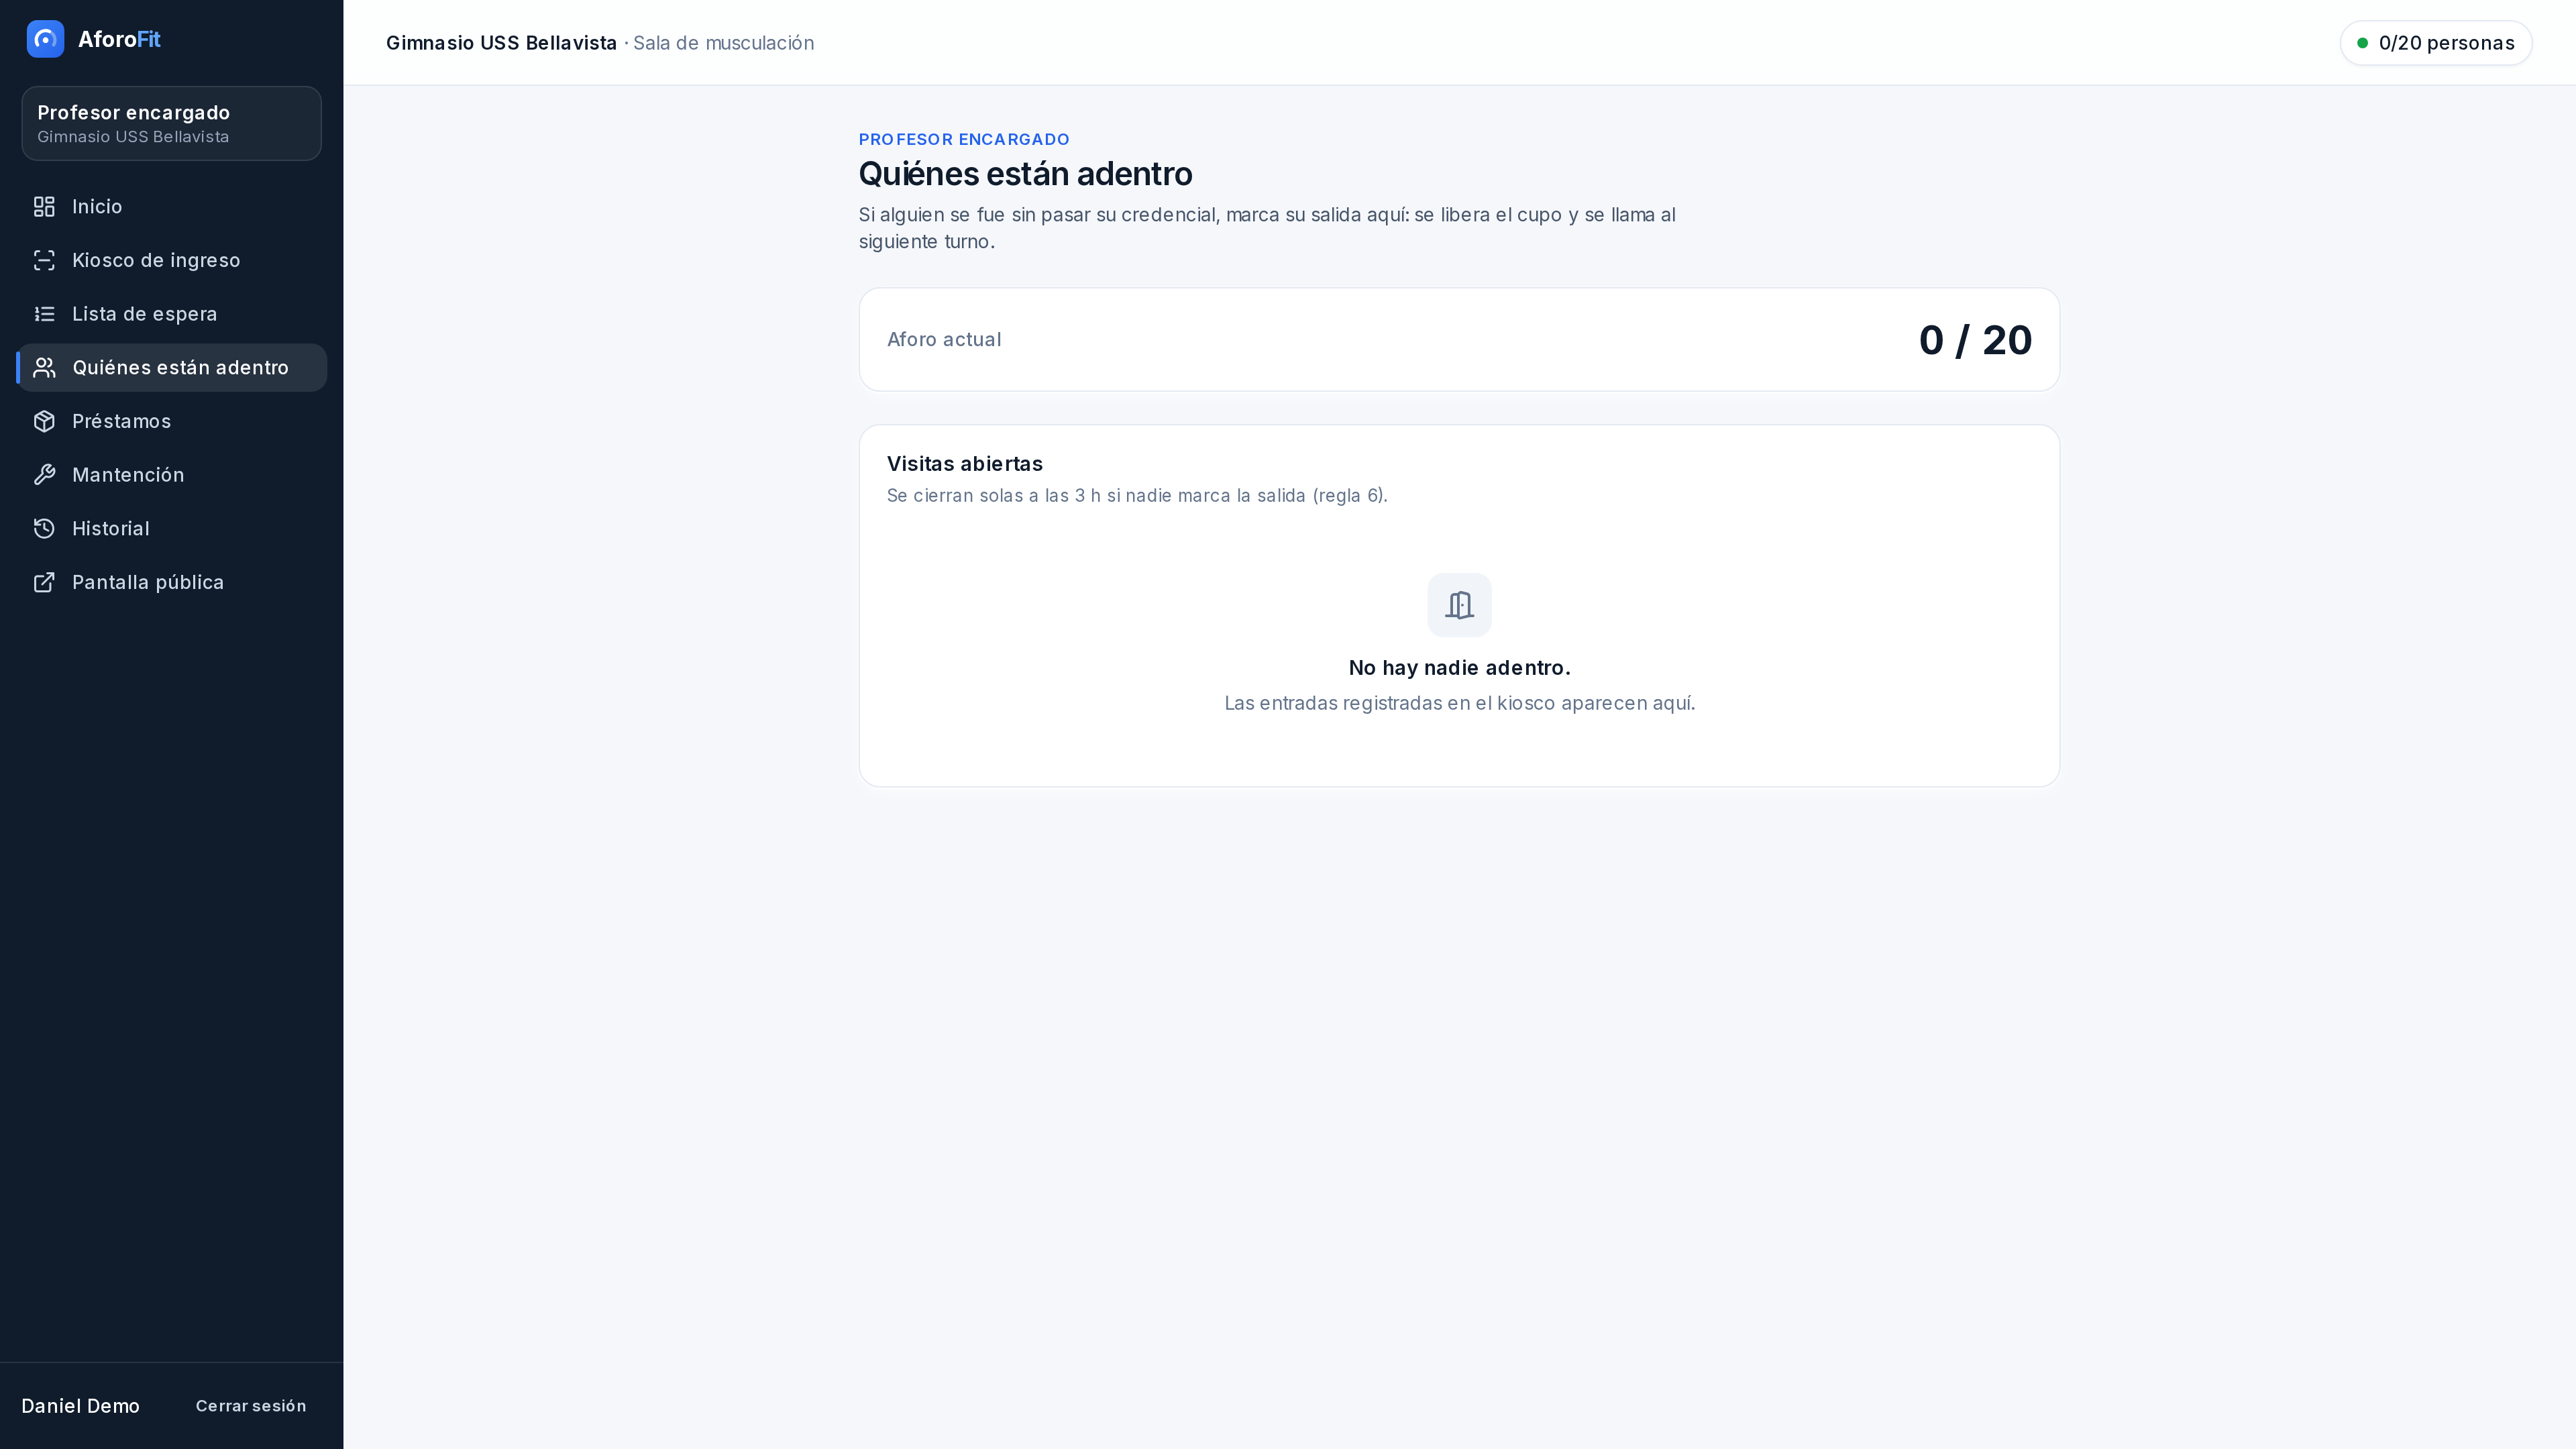 AforoFit
Profesor encargado
Gimnasio USS Bellavista
Inicio
Kiosco de ingreso
Lista de espera
Quiénes están adentro
Préstamos
Mantención
Historial
Pantalla pública
Daniel Demo
Cerrar sesión
Gimnasio USS Bellavista · Sala de musculación
0/20 personas
PROFESOR ENCARGADO
Quiénes están adentro
Si alguien se fue sin pasar su credencial, marca su salida aquí: se libera el cupo y se llama al
siguiente turno.
Aforo actual
0 / 20
Visitas abiertas
Se cierran solas a las 3 h si nadie marca la salida (regla 6).
No hay nadie adentro.
Las entradas registradas en el kiosco aparecen aquí.